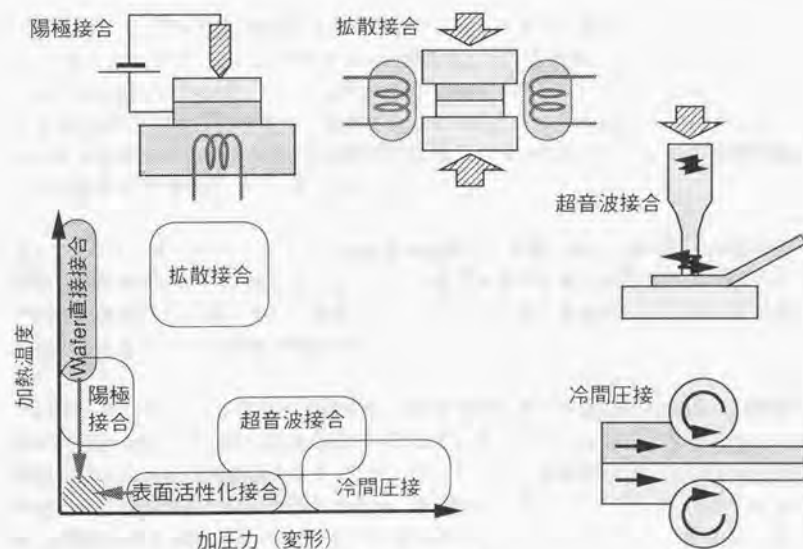 陽極接合
拡散接合
超音波接合
加熱温度
Wafer直接接合
拡散接合
陽極
接合
超音波接合
表面活性化接合
冷間圧接
加圧力（変形）
冷間圧接